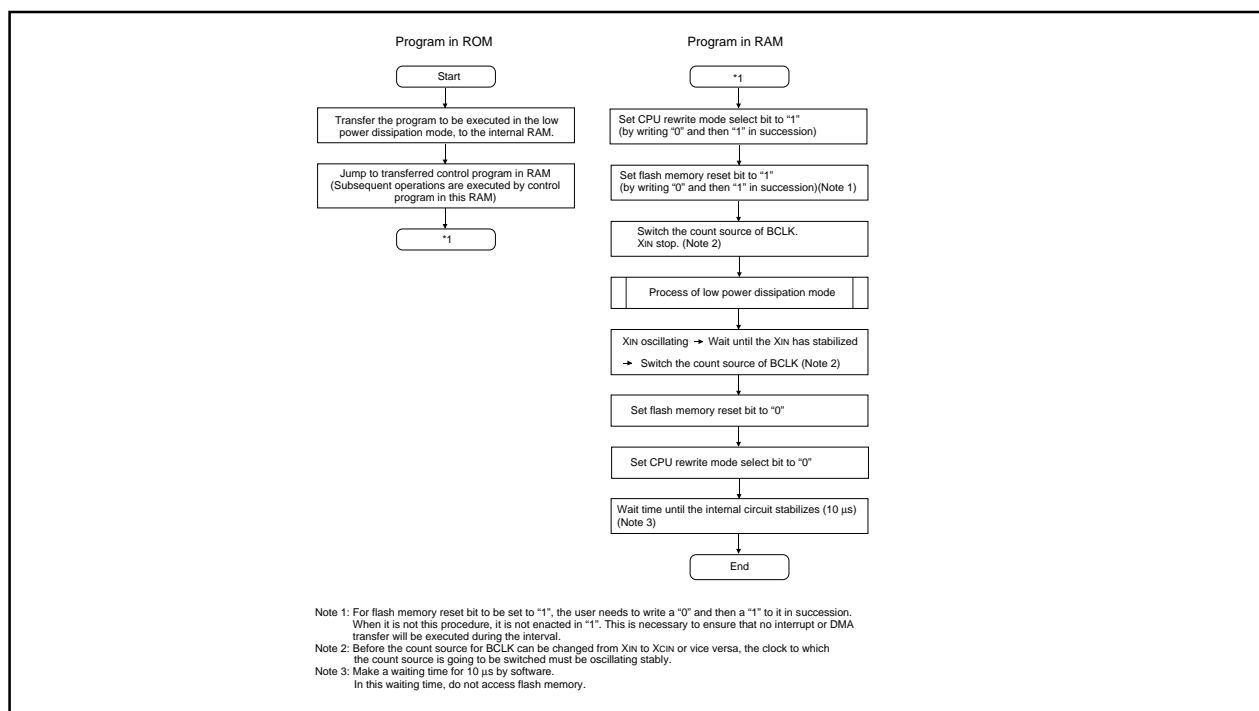 Program in ROM
Start
Transfer the program to be executed in the low
power dissipation mode, to the internal RAM.
Jump to transferred control program in RAM
(Subsequent operations are executed by control
program in this RAM)
*1
Program in RAM
*1
Set CPU rewrite mode select bit to “1”
(by writing “0” and then “1” in succession)
Set flash memory reset bit to “1”
(by writing “0” and then “1” in succession)(Note 1)
Switch the count source of BCLK.
XIN stop. (Note 2)
Process of low power dissipation mode
XIN oscillating → Wait until the XIN has stabilized
→ Switch the count source of BCLK (Note 2)
Set flash memory reset bit to “0”
Set CPU rewrite mode select bit to “0”
Wait time until the internal circuit stabilizes (10 μs)
(Note 3)
End
Note 1: For flash memory reset bit to be set to “1”, the user needs to write a “0” and then a “1” to it in succession.
When it is not this procedure, it is not enacted in “1”. This is necessary to ensure that no interrupt or DMA
transfer will be executed during the interval.
Note 2: Before the count source for BCLK can be changed from XIN to XCIN or vice versa, the clock to which
the count source is going to be switched must be oscillating stably.
Note 3: Make a waiting time for 10 μs by software.
In this waiting time, do not access flash memory.